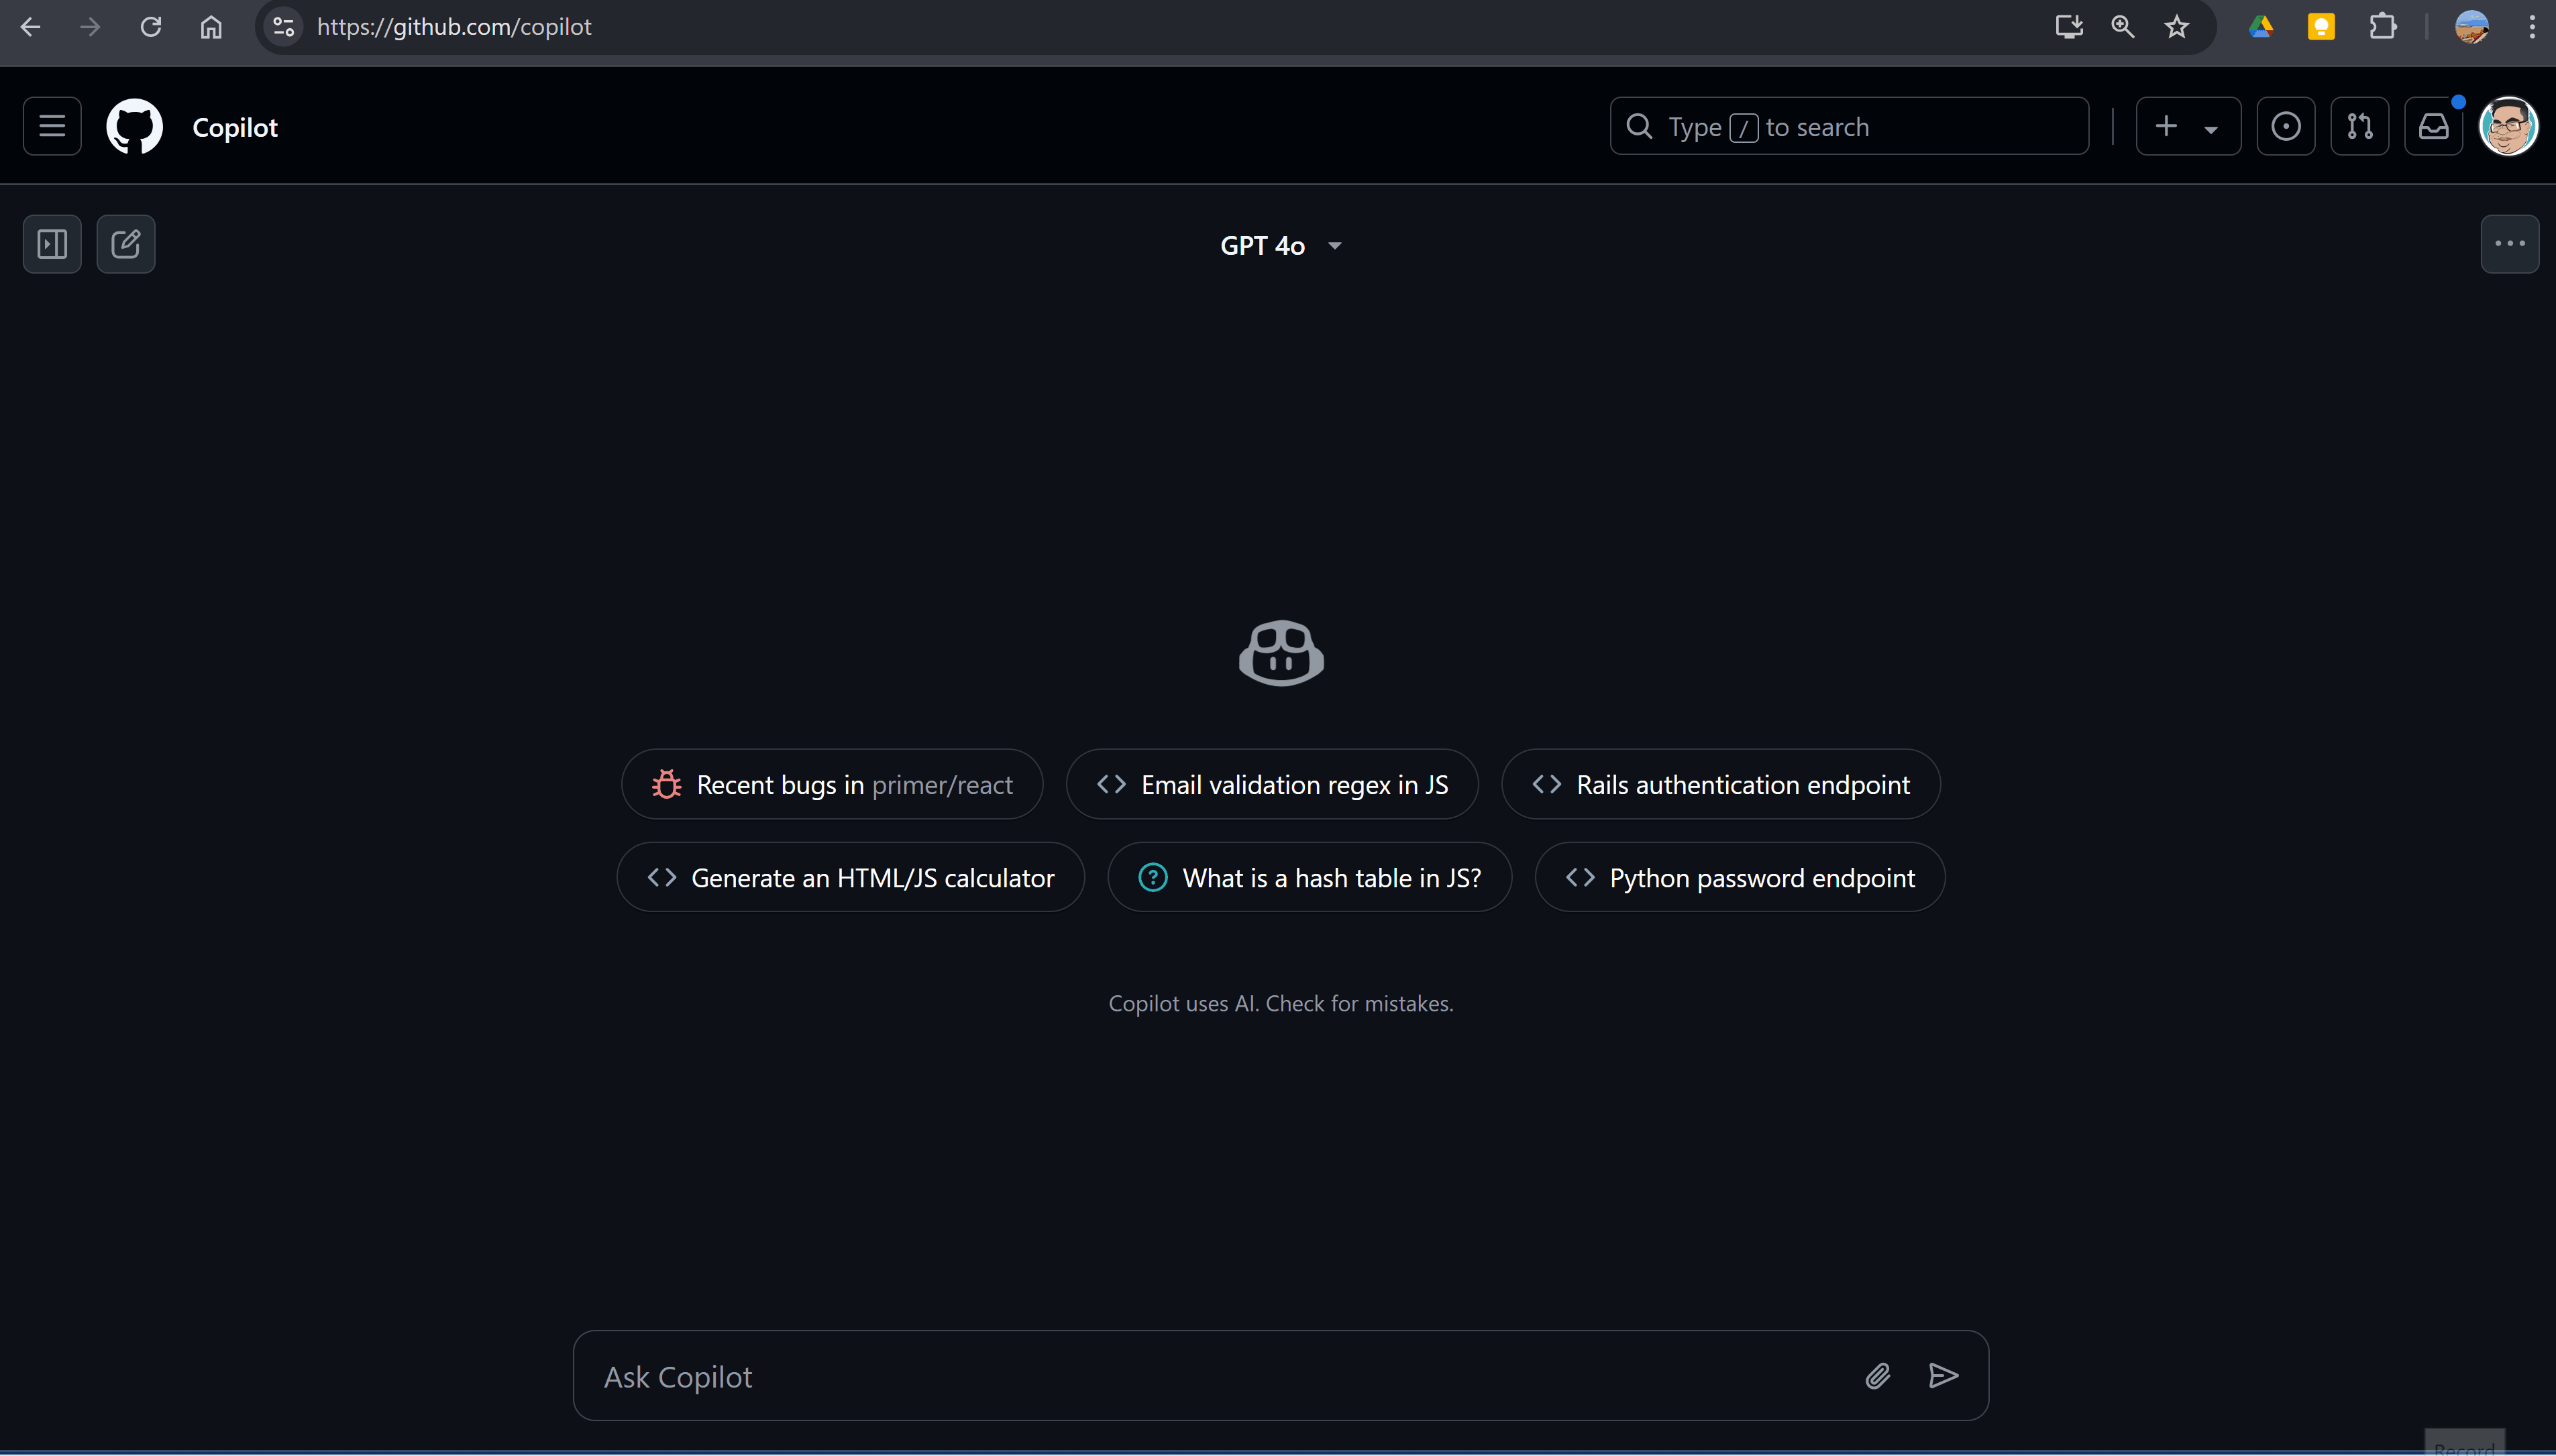 https://github.com/copilot
Copilot
Type / to search
GPT 4o
Recent bugs in primer/react
Email validation regex in JS
Rails authentication endpoint
Generate an HTML/JS calculator
What is a hash table in JS?
Python password endpoint
Copilot uses AI. Check for mistakes.
Ask Copilot
Record